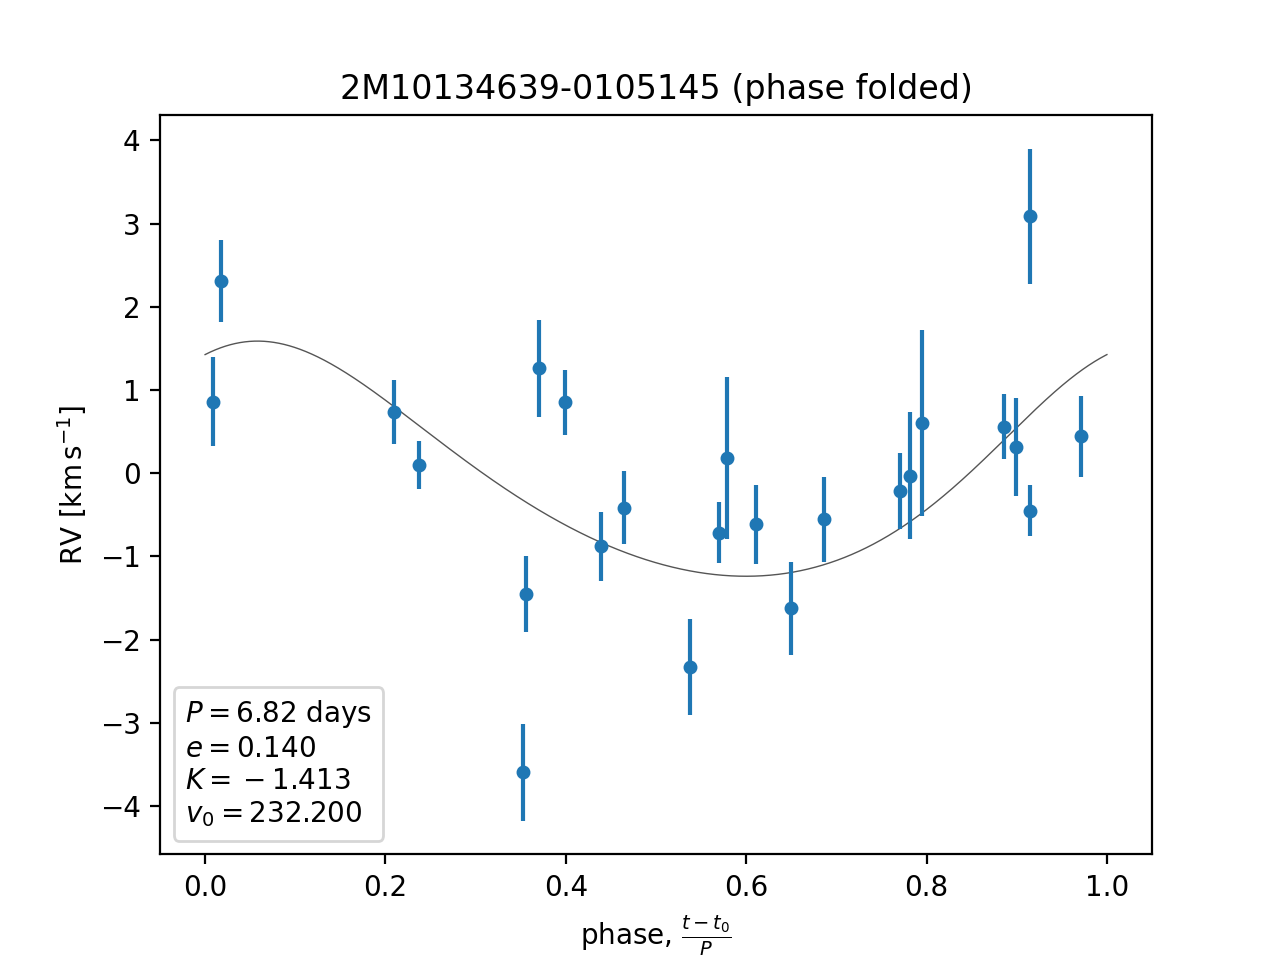 2M10134639-0105145 (phase folded)
4
3
2
1
0
−1
−2
−3
−4
RV [km s⁻¹]
P = 6.82 days
e = 0.140
K = −1.413
v₀ = 232.200
0.0 0.2 0.4 0.6 0.8 1.0
phase, (t − t₀)/P